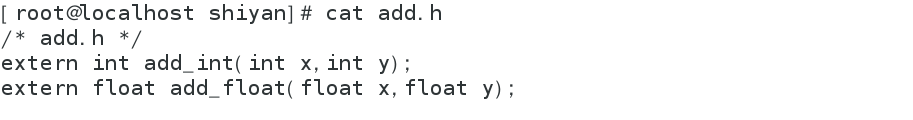 [root@localhost shiyan]# cat add.h
/* add.h */
extern int add_int(int x,int y);
extern float add_float(float x,float y);